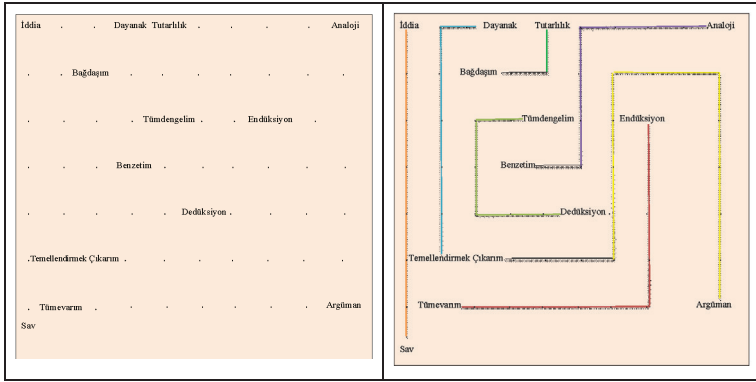 İddia . . Dayanak Tutarlılık . . . . Analoji
. . Bağdaşım . . . . . . .
. . . . Tümdengelim . . Endüksiyon .
. . . Benzetim . . . . . .
. . . . Dedüksiyon . . . .
.Temellendirmek Çıkarım . . . . . . .
. Tümevarım . . . . . . . Argüman
Sav
İddia Dayanak Tutarlılık Analoji
Bağdaşım
Tümdengelim Endüksiyon
Benzetim
Dedüksiyon .
Temellendirmek Çıkarım
Tümevarım Argüman
Sav